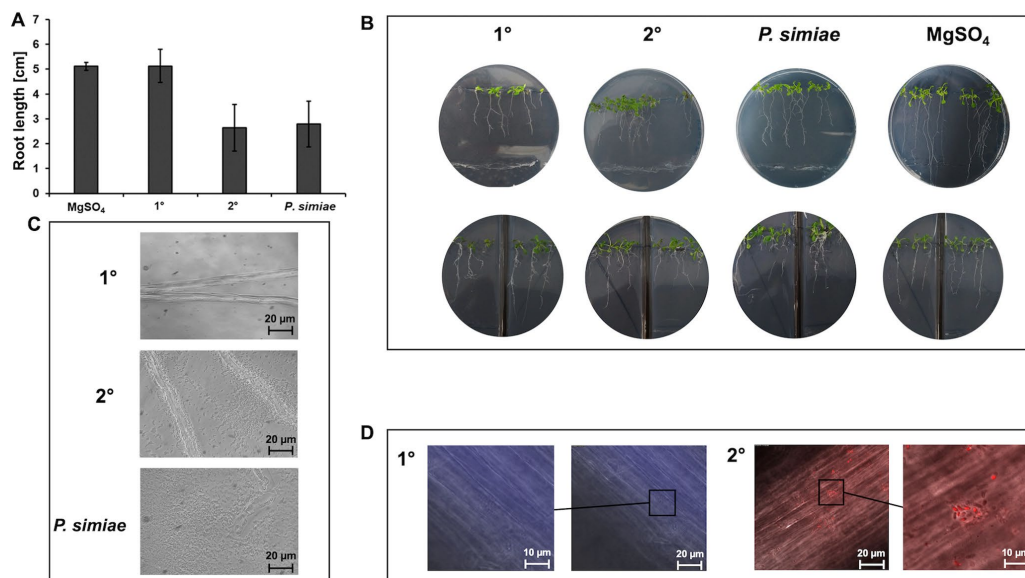 A
7
6
5
4
3
2
1
0
Root length [cm]
MgSO₄ 1° 2° P. simiae
B
1° 2° P. simiae MgSO₄
C
1°
20 µm
2°
20 µm
P. simiae
20 µm
D
1°
10 µm
20 µm
2°
20 µm
10 µm